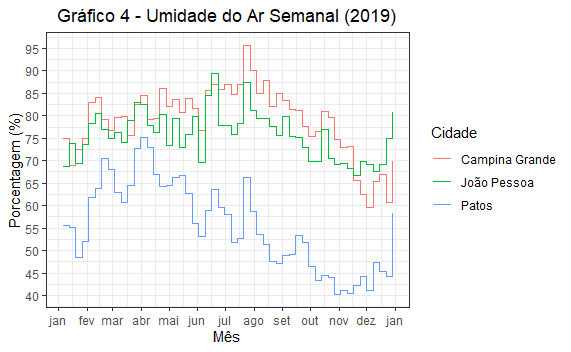 Gráfico 4 - Umidade do Ar Semanal (2019)
Porcentagem (%)
95
90
85
80
75
70
65
60
55
50
45
40
jan fev mar abr mai jun jul ago set out nov dez jan
Mês
Cidade
Campina Grande
João Pessoa
Patos